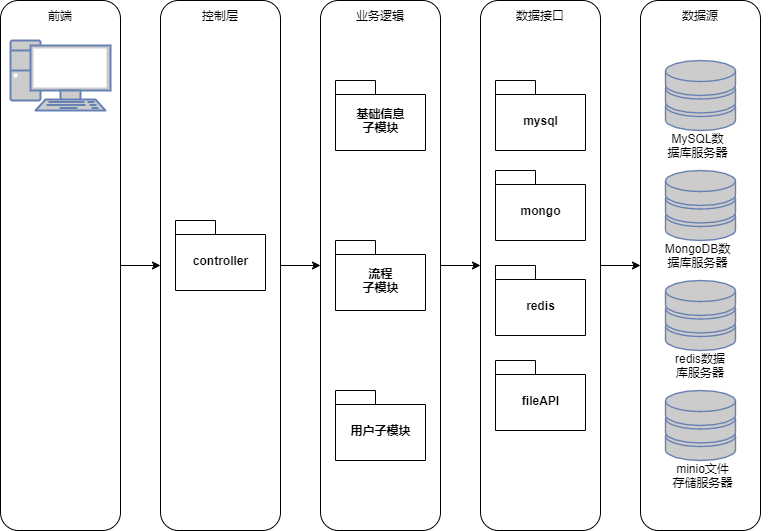 前端
控制层
业务逻辑
数据接口
数据源
controller
基础信息
子模块
流程
子模块
用户子模块
mysql
mongo
redis
fileAPI
MySQL数
据库服务器
MongoDB数
据库服务器
redis数据
库服务器
minio文件
存储服务器